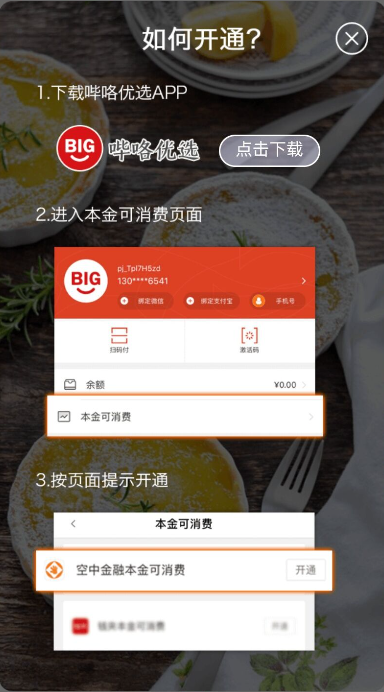 如何开通?
1.下载哔咯优选APP
BIG 哔咯优选 点击下载
2.进入本金可消费页面
BIG
pj_Tpl7H5zd
130****6541
绑定微信 绑定支付宝 手机号
扫码付 激活码
余额 ¥0.00
本金可消费
3.按页面提示开通
本金可消费
空中金融本金可消费 开通
本金可消费 开通